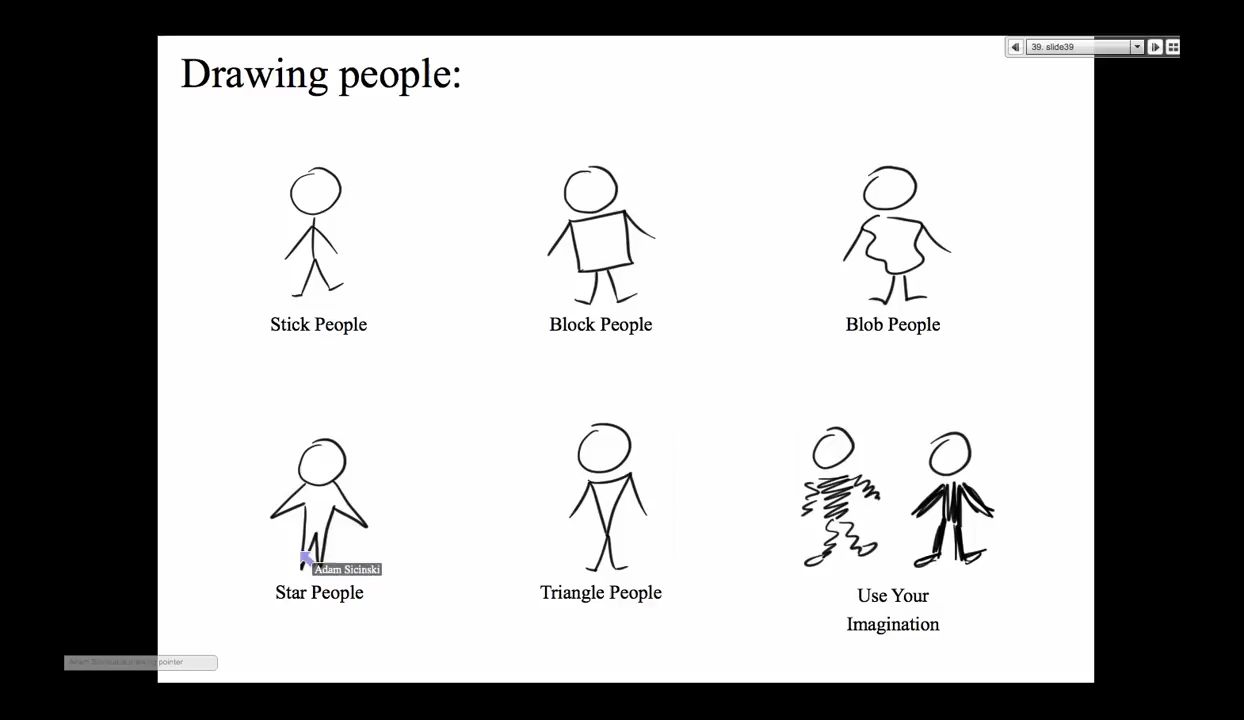 39. slide39
Drawing people:
Stick People
Block People
Blob People
Adam Sicinski
Star People
Triangle People
Use Your
Imagination
pointer